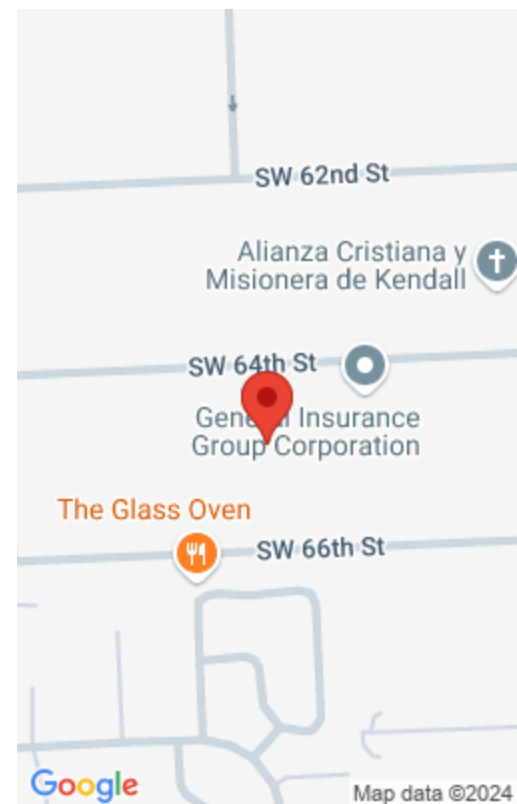 SW 62nd St
Alianza Cristiana y
Misionera de Kendall
SW 64th St
General Insurance
Group Corporation
The Glass Oven
SW 66th St
Google
Map data ©2024